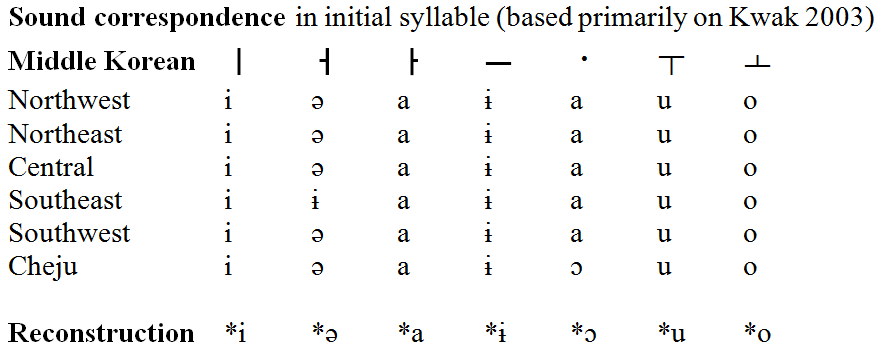 Sound correspondence in initial syllable (based primarily on Kwak 2003)
Middle Korean ㅣ ㅓ ㅏ ㅡ ㆍ ㅜ ㅗ
Northwest i ə a ɨ a u o
Northeast i ə a ɨ a u o
Central i ə a ɨ a u o
Southeast i ɨ a ɨ a u o
Southwest i ə a ɨ a u o
Cheju i ə a ɨ ɔ u o
Reconstruction *i *ə *a *ɨ *ɔ *u *o